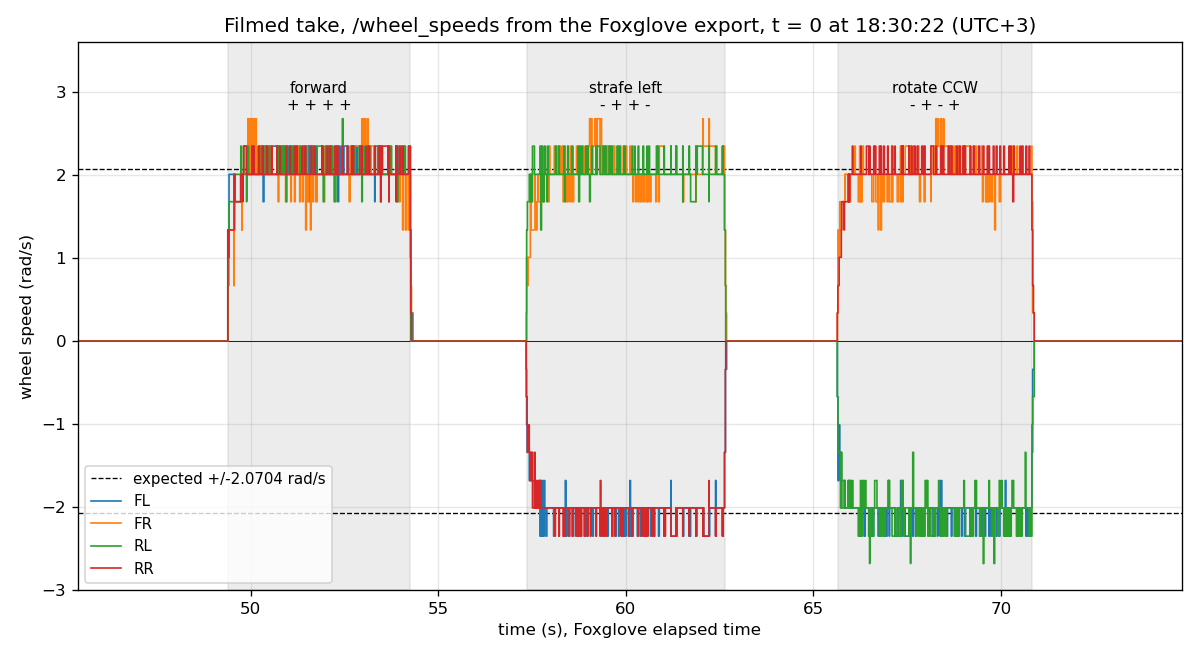 Filmed take, /wheel_speeds from the Foxglove export, t = 0 at 18:30:22 (UTC+3)
forward
+ + + +
strafe left
- + + -
rotate CCW
- + - +
3
2
1
0
−1
−2
−3
wheel speed (rad/s)
expected +/-2.0704 rad/s
FL
FR
RL
RR
50
55
60
65
70
time (s), Foxglove elapsed time